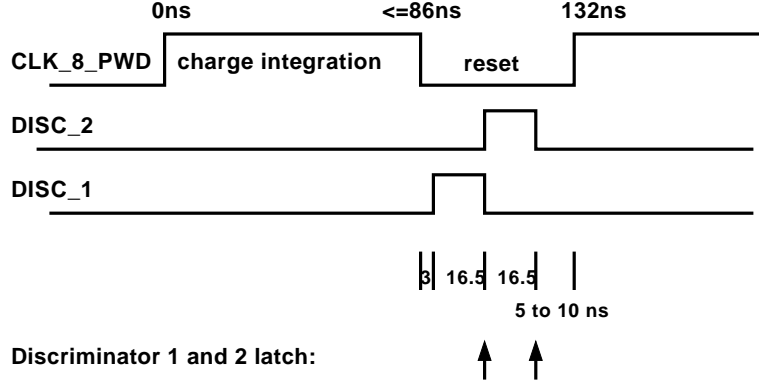 0ns <=86ns 132ns
CLK_8_PWD charge integration reset
DISC_2
DISC_1
3 16.5 16.5
5 to 10 ns
Discriminator 1 and 2 latch: